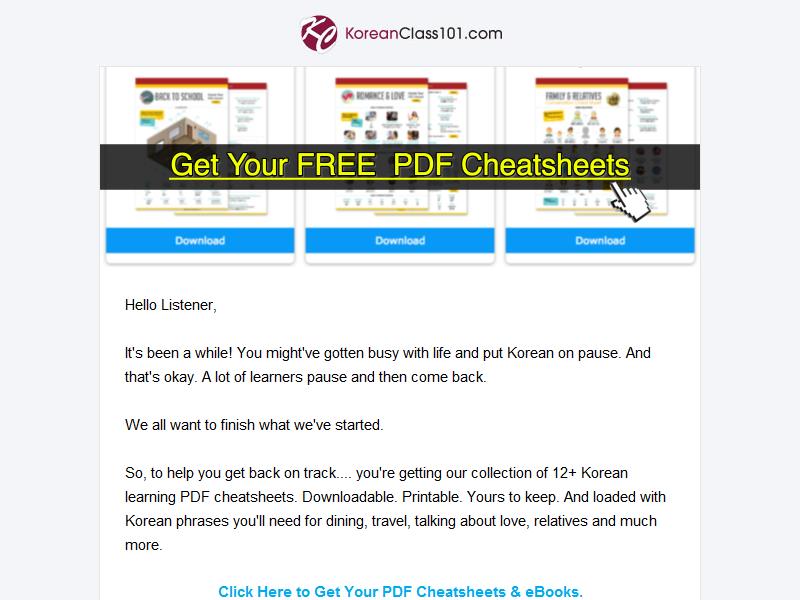 KoreanClass101.com
BACK TO SCHOOL
ROMANCE & LOVE
FAMILY & RELATIVES
Get Your FREE PDF Cheatsheets
Download
Download
Download
Hello Listener,
It's been a while! You might've gotten busy with life and put Korean on pause. And
that's okay. A lot of learners pause and then come back.
We all want to finish what we've started.
So, to help you get back on track.... you're getting our collection of 12+ Korean
learning PDF cheatsheets. Downloadable. Printable. Yours to keep. And loaded with
Korean phrases you'll need for dining, travel, talking about love, relatives and much
more.
Click Here to Get Your PDF Cheatsheets & eBooks.